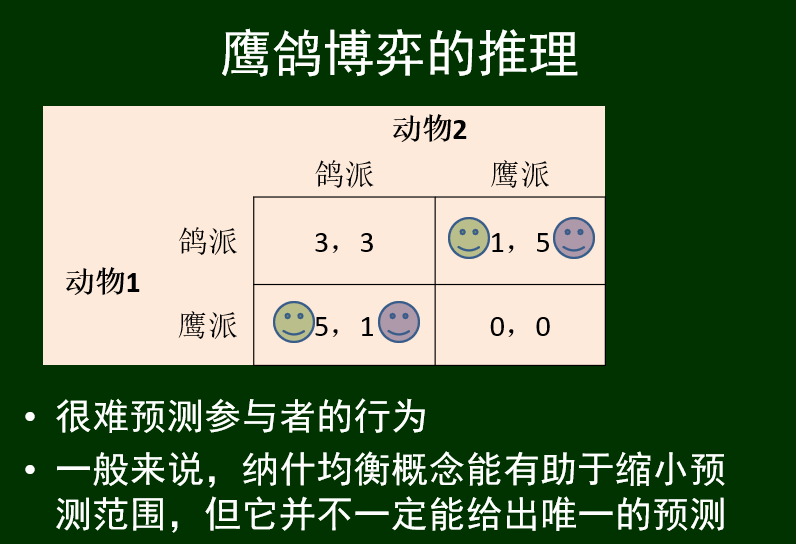 鹰鸽博弈的推理
动物2
鸽派 鹰派
鸽派 3，3 1，5
动物1
鹰派 5，1 0，0
• 很难预测参与者的行为
• 一般来说，纳什均衡概念能有助于缩小预
测范围，但它并不一定能给出唯一的预测